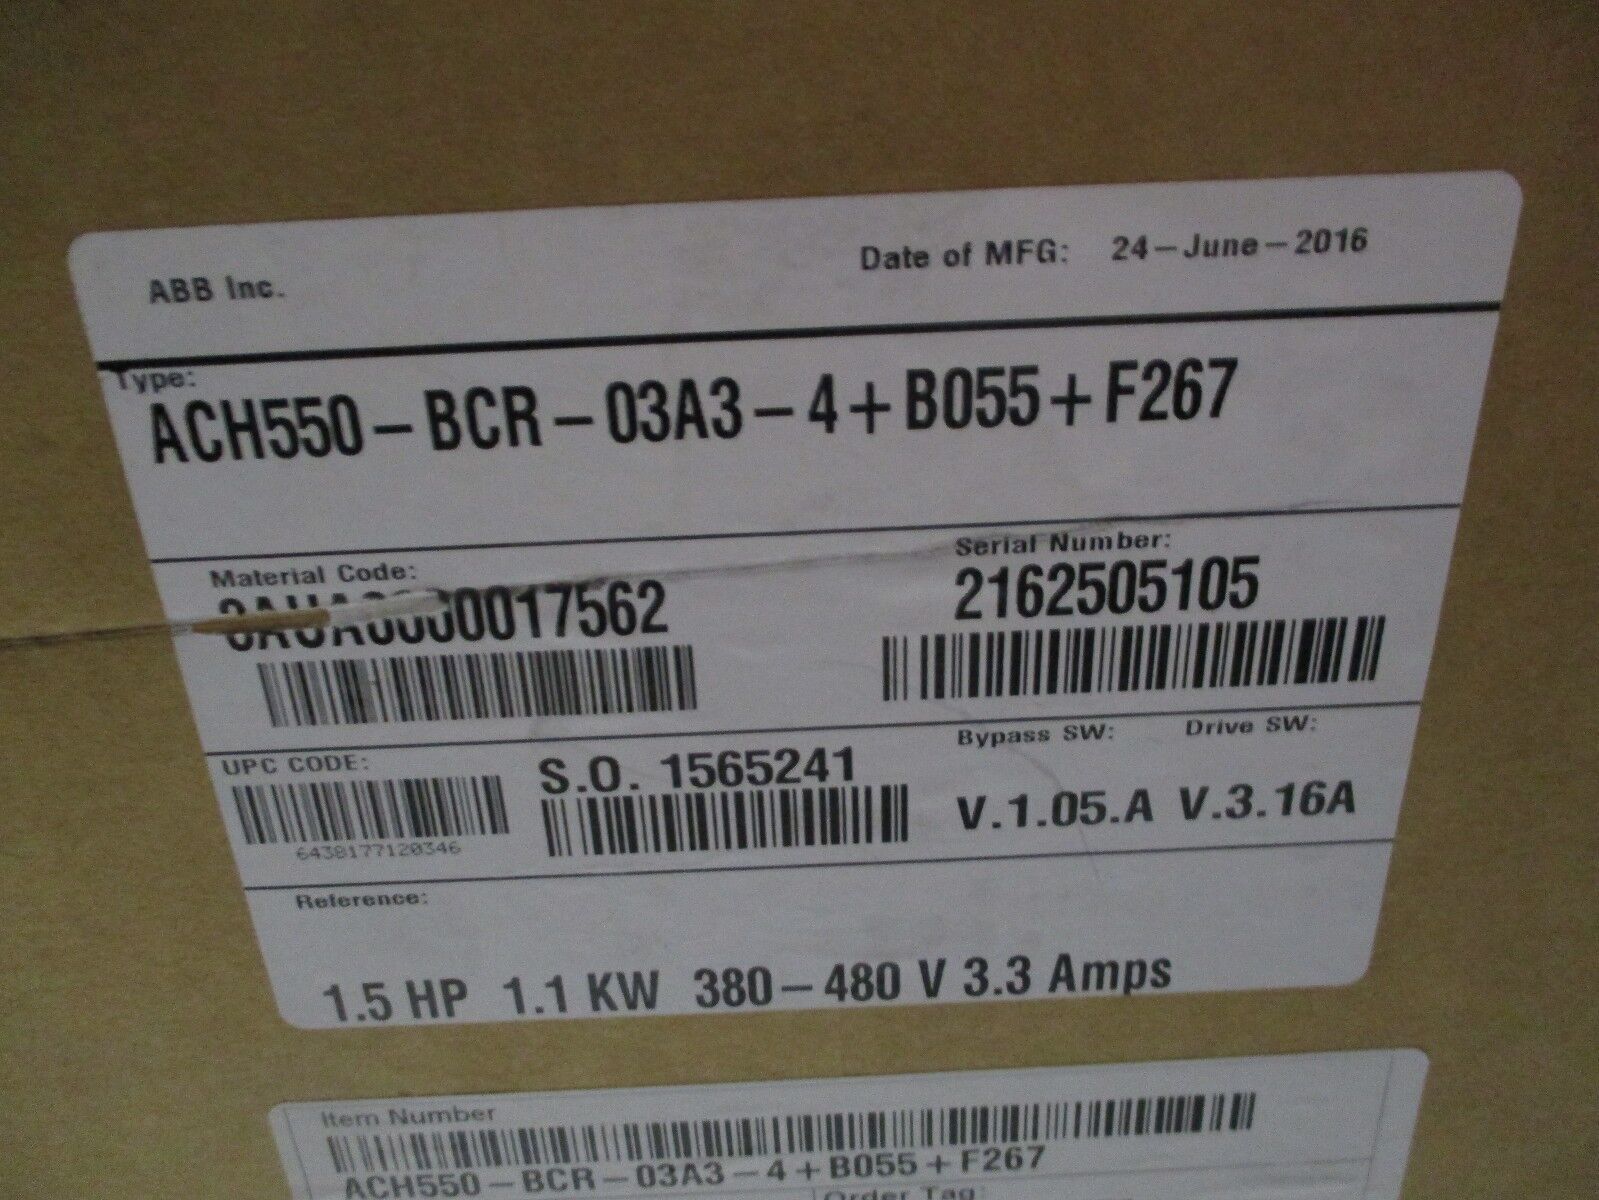 ABB Inc. Date of MFG: 24-June-2016
Type:
ACH550-BCR-03A3-4+B055+F267
Material Code: Serial Number:
2162505105
UPC CODE: S.O. 1565241 Bypass SW: Drive SW:
6438177120346 V.1.05.A V.3.16A
Reference:
1.5 HP 1.1 KW 380-480 V 3.3 Amps
Item Number
ACH550-BCR-03A3-4+B055+F267
Order Tag: